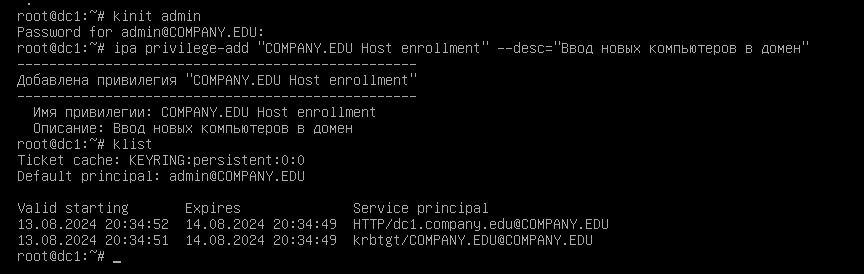 root@dc1:~# kinit admin
Password for admin@COMPANY.EDU:
root@dc1:~# ipa privilege-add "COMPANY.EDU Host enrollment" --desc="Ввод новых компьютеров в домен"
--------------------------------------------------
Добавлена привилегия "COMPANY.EDU Host enrollment"
--------------------------------------------------
  Имя привилегии: COMPANY.EDU Host enrollment
  Описание: Ввод новых компьютеров в домен
root@dc1:~# klist
Ticket cache: KEYRING:persistent:0:0
Default principal: admin@COMPANY.EDU

Valid starting       Expires              Service principal
13.08.2024 20:34:52  14.08.2024 20:34:49  HTTP/dc1.company.edu@COMPANY.EDU
13.08.2024 20:34:51  14.08.2024 20:34:49  krbtgt/COMPANY.EDU@COMPANY.EDU
root@dc1:~# _